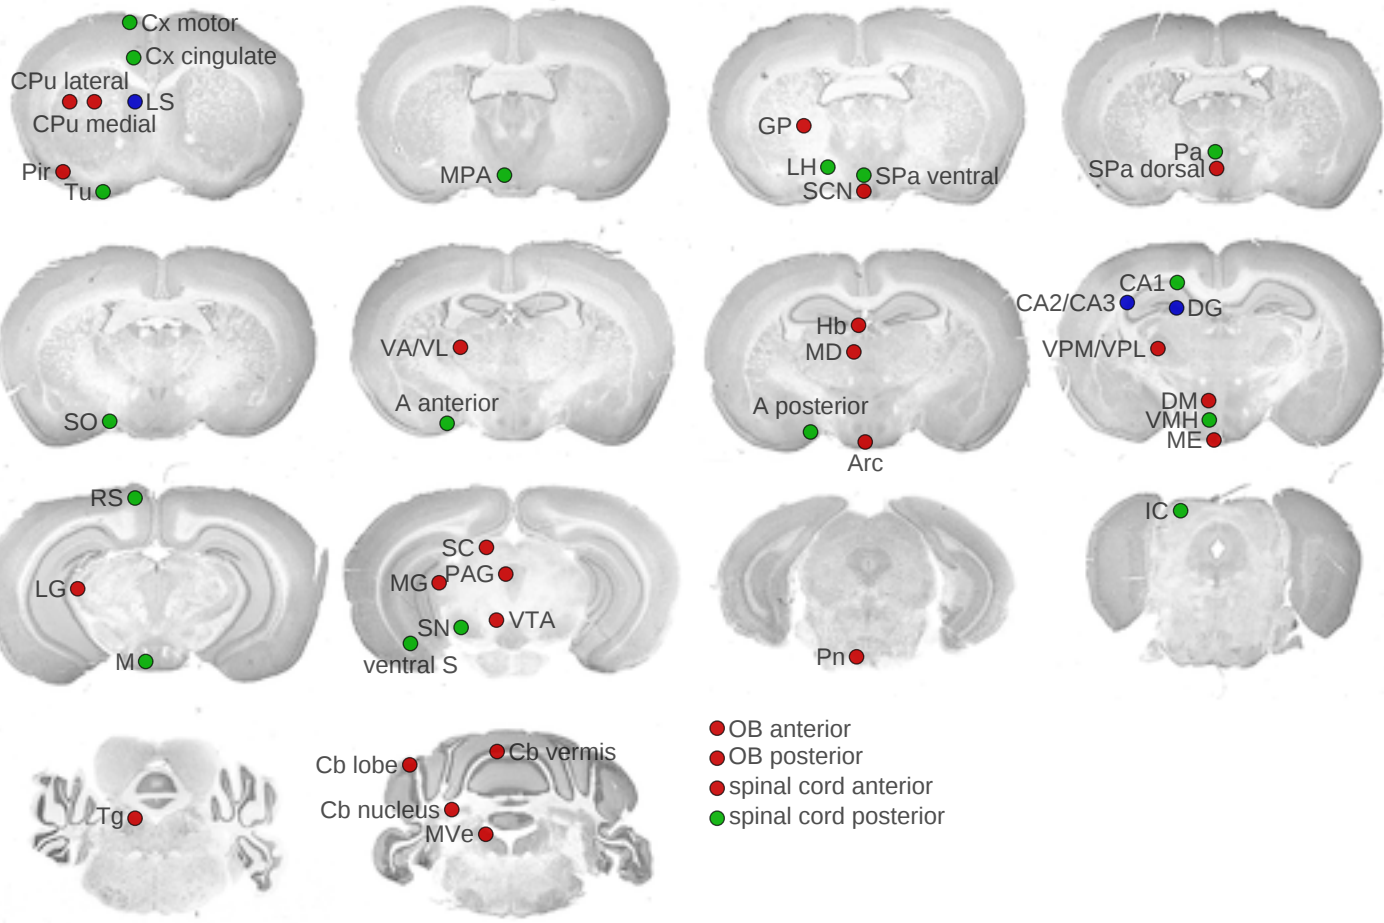 Cx motor
Cx cingulate
CPu lateral
LS
CPu medial
Pir
Tu
MPA
GP
LH
SPa ventral
SCN
Pa
SPa dorsal
SO
VA/VL
A anterior
Hb
MD
A posterior
Arc
CA1
CA2/CA3
DG
VPM/VPL
DM
VMH
ME
RS
LG
M
SC
MG
PAG
SN
VTA
ventral S
Pn
IC
Tg
Cb lobe
Cb vermis
Cb nucleus
MVe
OB anterior
OB posterior
spinal cord anterior
spinal cord posterior